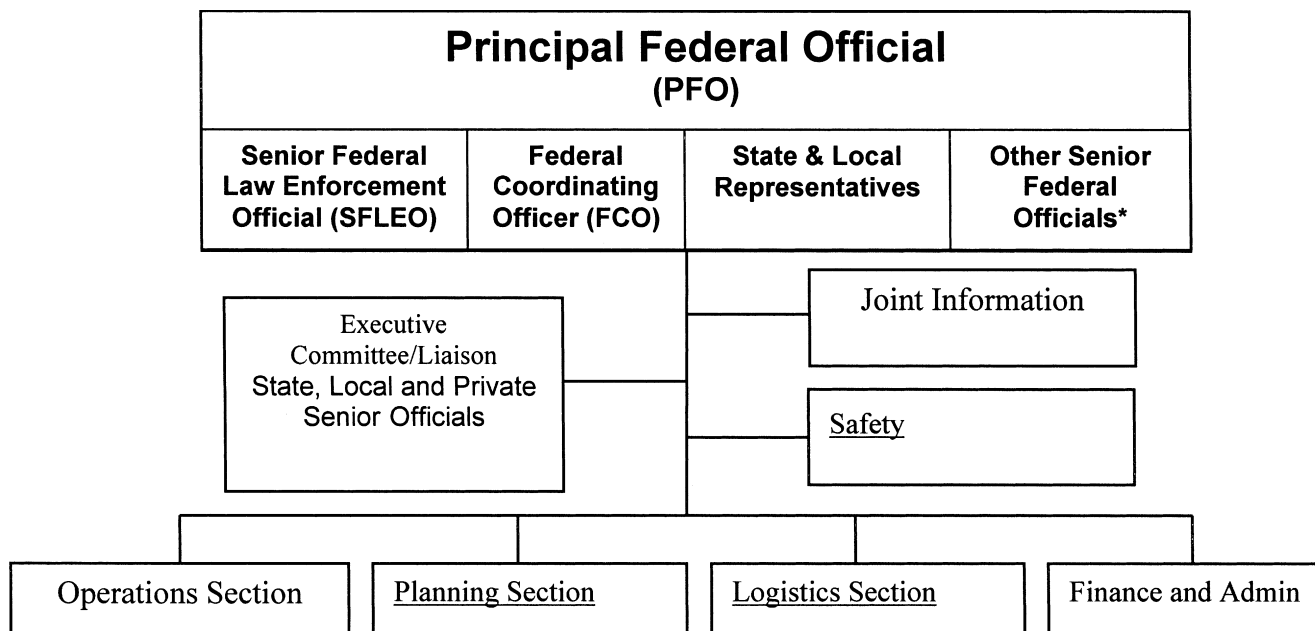 Principal Federal Official
(PFO)
Senior Federal
Law Enforcement
Official (SFLEO)
Federal
Coordinating
Officer (FCO)
State & Local
Representatives
Other Senior
Federal
Officials*
Executive
Committee/Liaison
State, Local and Private
Senior Officials
Joint Information
Safety
Operations Section
Planning Section
Logistics Section
Finance and Admin